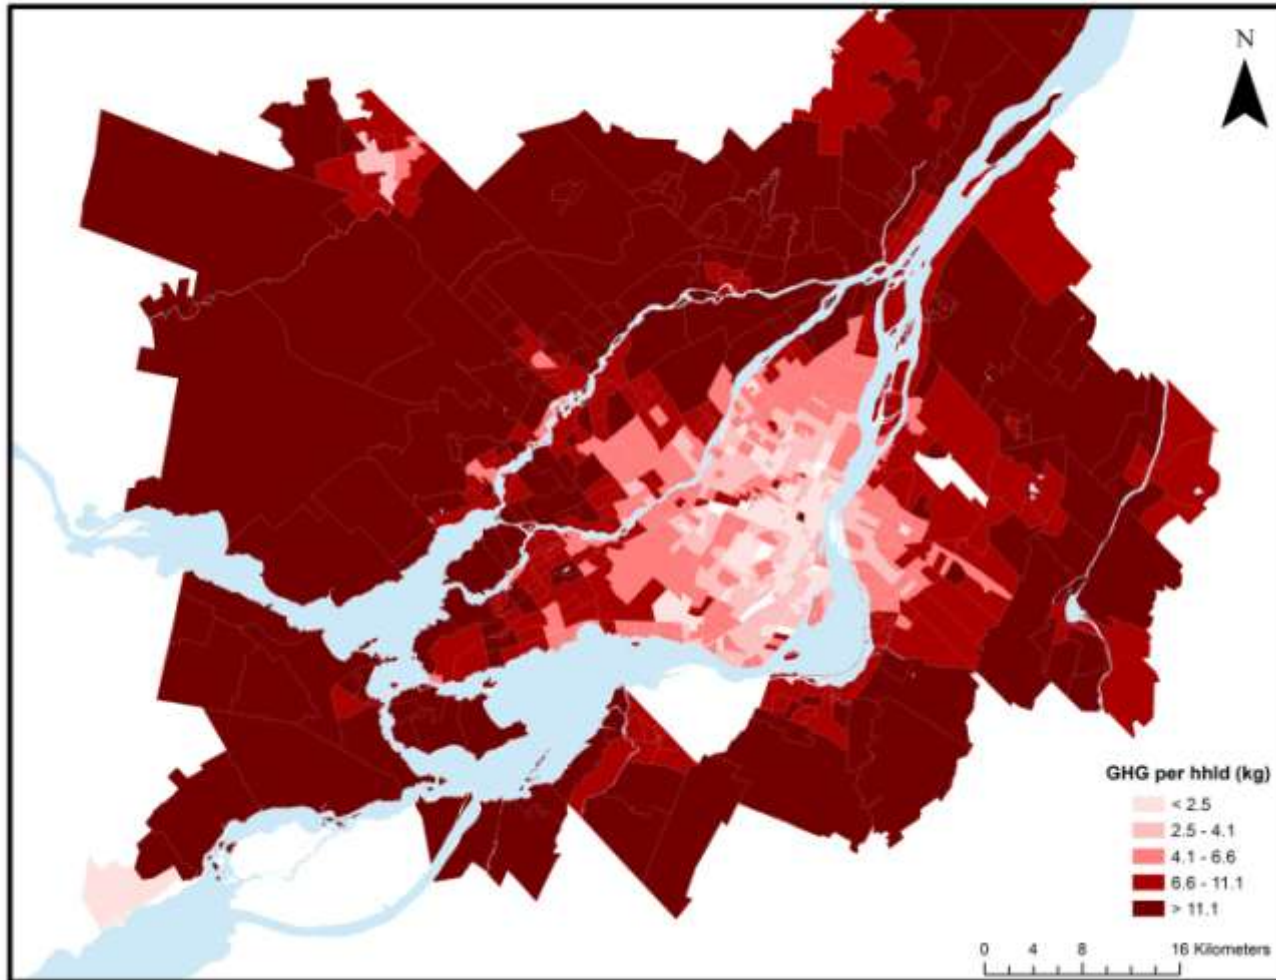 N
GHG per hhld (kg)
< 2.5
2.5 - 4.1
4.1 - 6.6
6.6 - 11.1
> 11.1
0 4 8 16 Kilometers